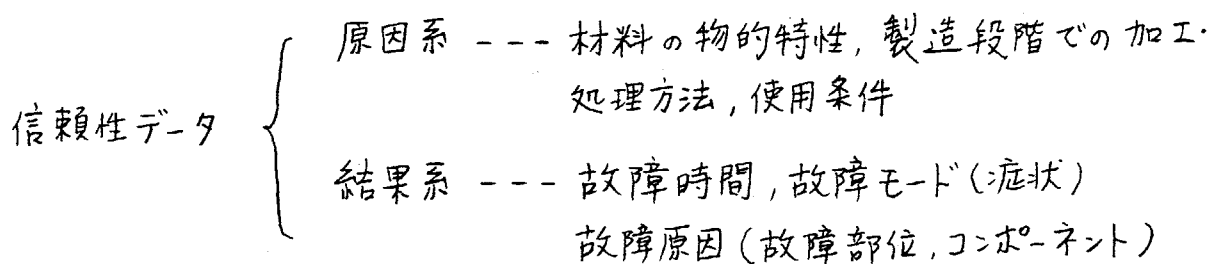 原因系 --- 材料の物的特性, 製造段階での加工・
処理方法, 使用条件
信頼性データ
結果系 --- 故障時間, 故障モード(症状)
故障原因(故障部位, コンポーネント)